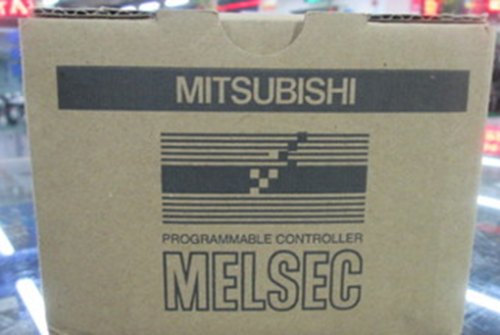 MITSUBISHI
PROGRAMMABLE CONTROLLER
MELSEC